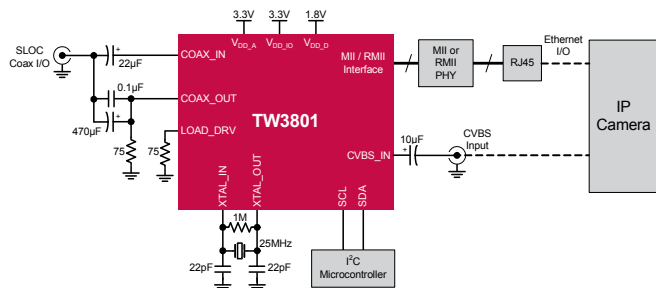 3.3V
3.3V
1.8V
SLOC
Coax I/O
22µF
COAX_IN
VDD_A
VDD_IO
VDD_D
MII / RMII
Interface
MII or
RMII
PHY
RJ45
Ethernet
I/O
0.1µF
COAX_OUT
TW3801
IP
Camera
470µF
LOAD_DRV
75
75
XTAL_IN
XTAL_OUT
CVBS_IN
10µF
CVBS
Input
SCL
SDA
1M
25MHz
22pF
22pF
I2C
Microcontroller
+
+
+